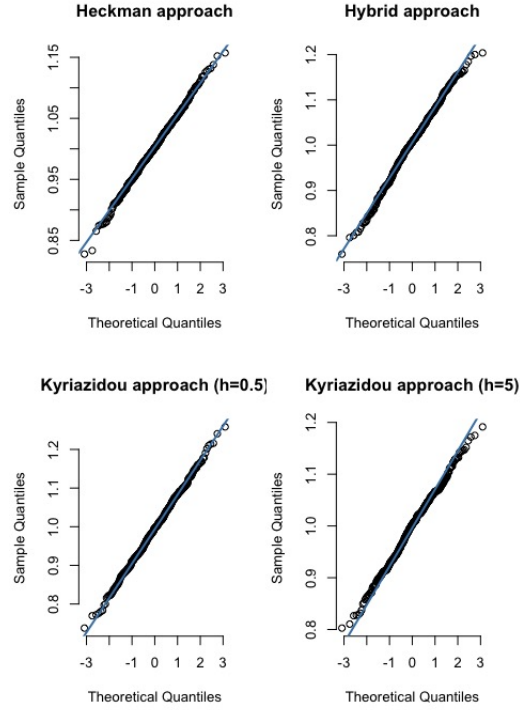 Heckman approach
Sample Quantiles
0.85 0.95 1.05 1.15
-3 -1 0 1 2 3
Theoretical Quantiles
Hybrid approach
Sample Quantiles
0.8 0.9 1.0 1.1 1.2
-3 -1 0 1 2 3
Theoretical Quantiles
Kyriazidou approach (h=0.5)
Sample Quantiles
0.8 0.9 1.0 1.1 1.2
-3 -1 0 1 2 3
Theoretical Quantiles
Kyriazidou approach (h=5)
Sample Quantiles
0.8 0.9 1.0 1.1 1.2
-3 -1 0 1 2 3
Theoretical Quantiles